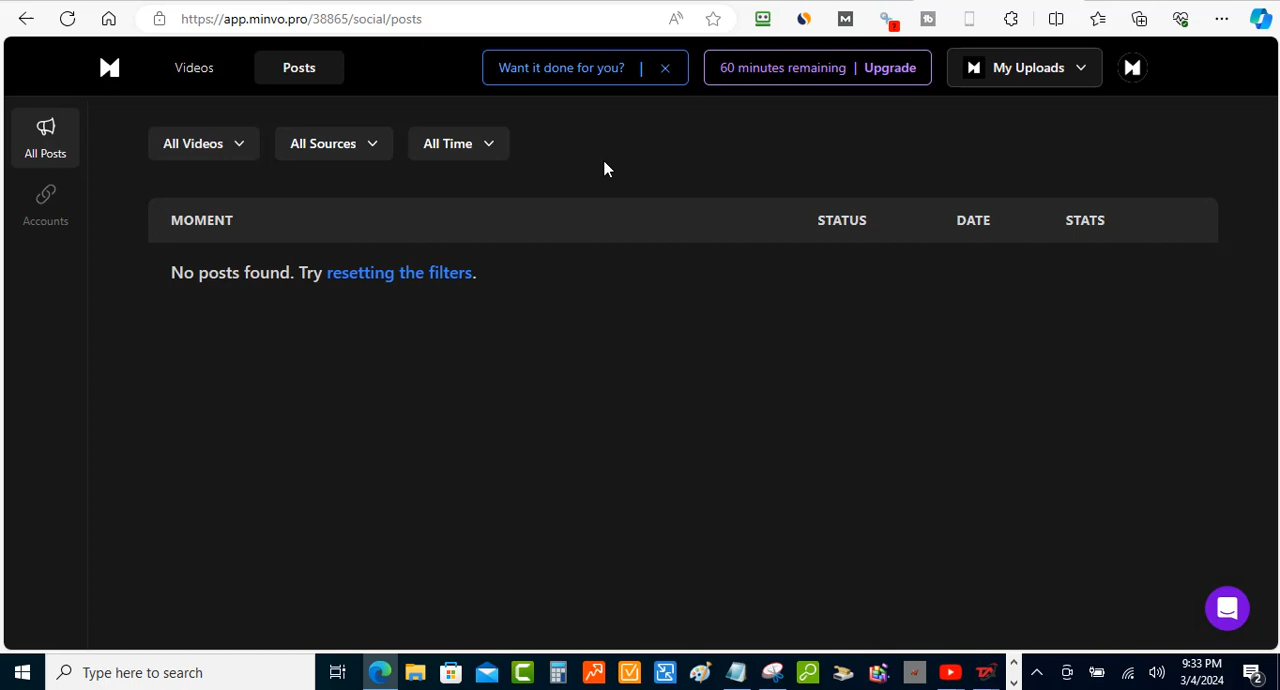 https://app.minvo.pro/38865/social/posts
Videos
Posts
Want it done for you? |
60 minutes remaining | Upgrade
My Uploads
All Posts
Accounts
All Videos
All Sources
All Time
MOMENT STATUS DATE STATS
No posts found. Try resetting the filters.
Type here to search
9:33 PM
3/4/2024
2